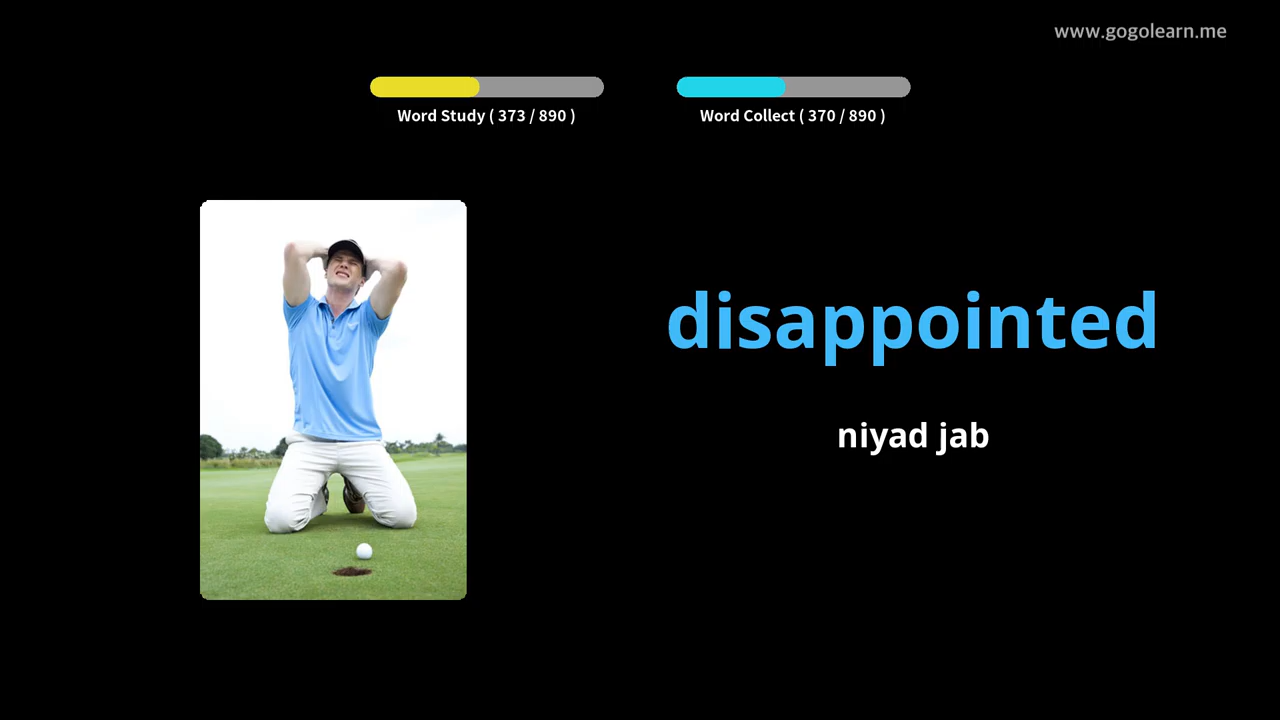 www.gogolearn.me
Word Study ( 373 / 890 )
Word Collect ( 370 / 890 )
disappointed
niyad jab